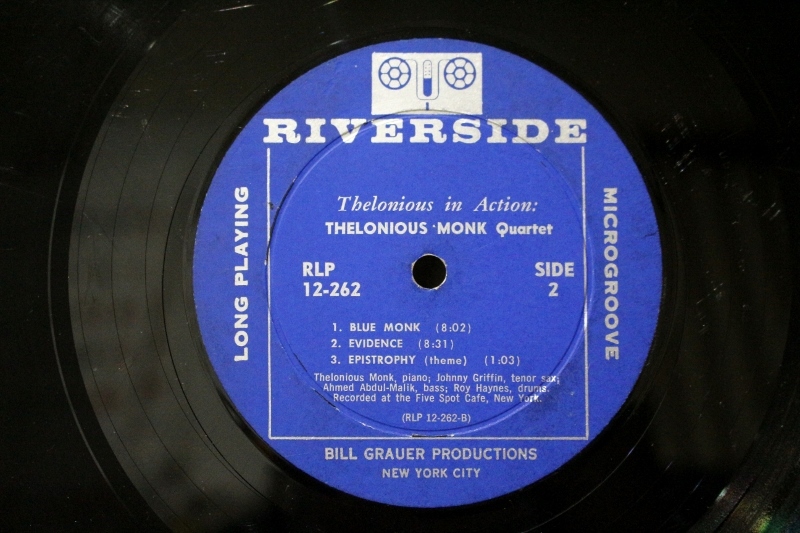 RIVERSIDE
LONG PLAYING
MICROGROOVE
Thelonious in Action:
THELONIOUS MONK Quartet
RLP
12-262
SIDE
2
1. BLUE MONK (8:02)
2. EVIDENCE (8:31)
3. EPISTROPHY (theme) (1:03)
Thelonious Monk, piano; Johnny Griffin, tenor sax;
Ahmed Abdul-Malik, bass; Roy Haynes, drums.
Recorded at the Five Spot Cafe, New York.
(RLP 12-262-B)
BILL GRAUER PRODUCTIONS
NEW YORK CITY